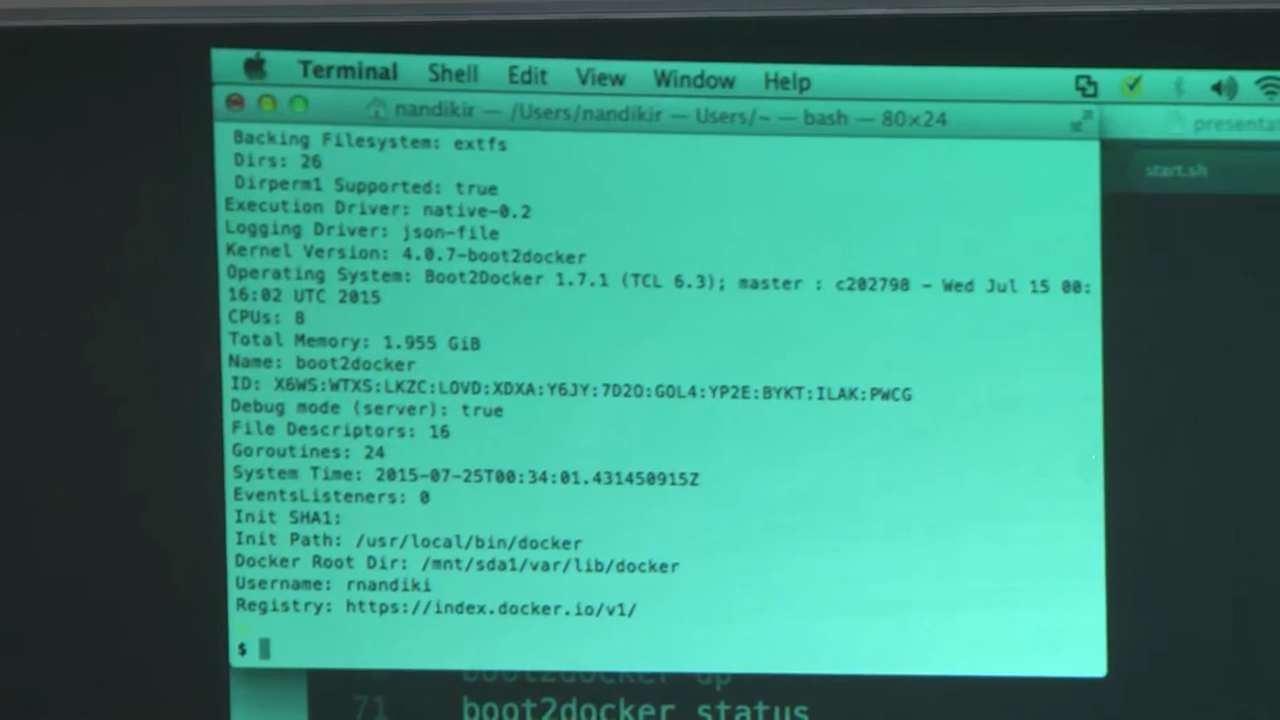 Terminal Shell Edit View Window Help
nandikir — /Users/nandikir — Users/~ — bash — 80×24
start.sh
Backing Filesystem: extfs
Dirs: 26
Dirperm1 Supported: true
Execution Driver: native-0.2
Logging Driver: json-file
Kernel Version: 4.0.7-boot2docker
Operating System: Boot2Docker 1.7.1 (TCL 6.3); master : c202798 - Wed Jul 15 00:
16:02 UTC 2015
CPUs: 8
Total Memory: 1.955 GiB
Name: boot2docker
ID: X6WS:WTXS:LKZC:LOVD:XDXA:Y6JY:7D2O:GOL4:YP2E:BYKT:ILAK:PWCG
Debug mode (server): true
File Descriptors: 16
Goroutines: 24
System Time: 2015-07-25T00:34:01.431450915Z
EventsListeners: 0
Init SHA1:
Init Path: /usr/local/bin/docker
Docker Root Dir: /mnt/sda1/var/lib/docker
Username: rnandiki
Registry: https://index.docker.io/v1/
$
boot2docker up
71 boot2docker status